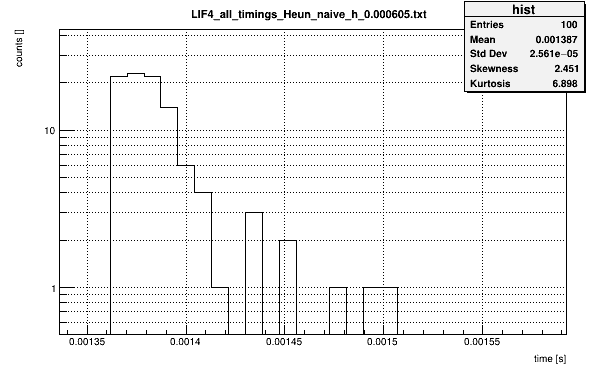 LIF4_all_timings_Heun_naive_h_0.000605.txt
hist
Entries 100
Mean 0.001387
Std Dev 2.561e−05
Skewness 2.451
Kurtosis 6.898
counts []
10
1
0.00135 0.0014 0.00145 0.0015 0.00155
time [s]